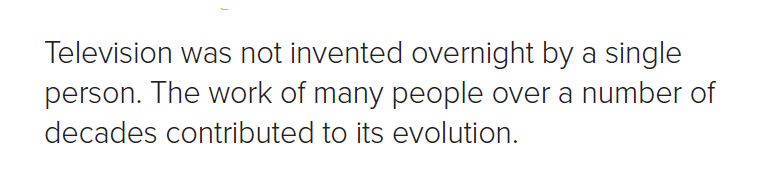 Television was not invented overnight by a single
person. The work of many people over a number of
decades contributed to its evolution.